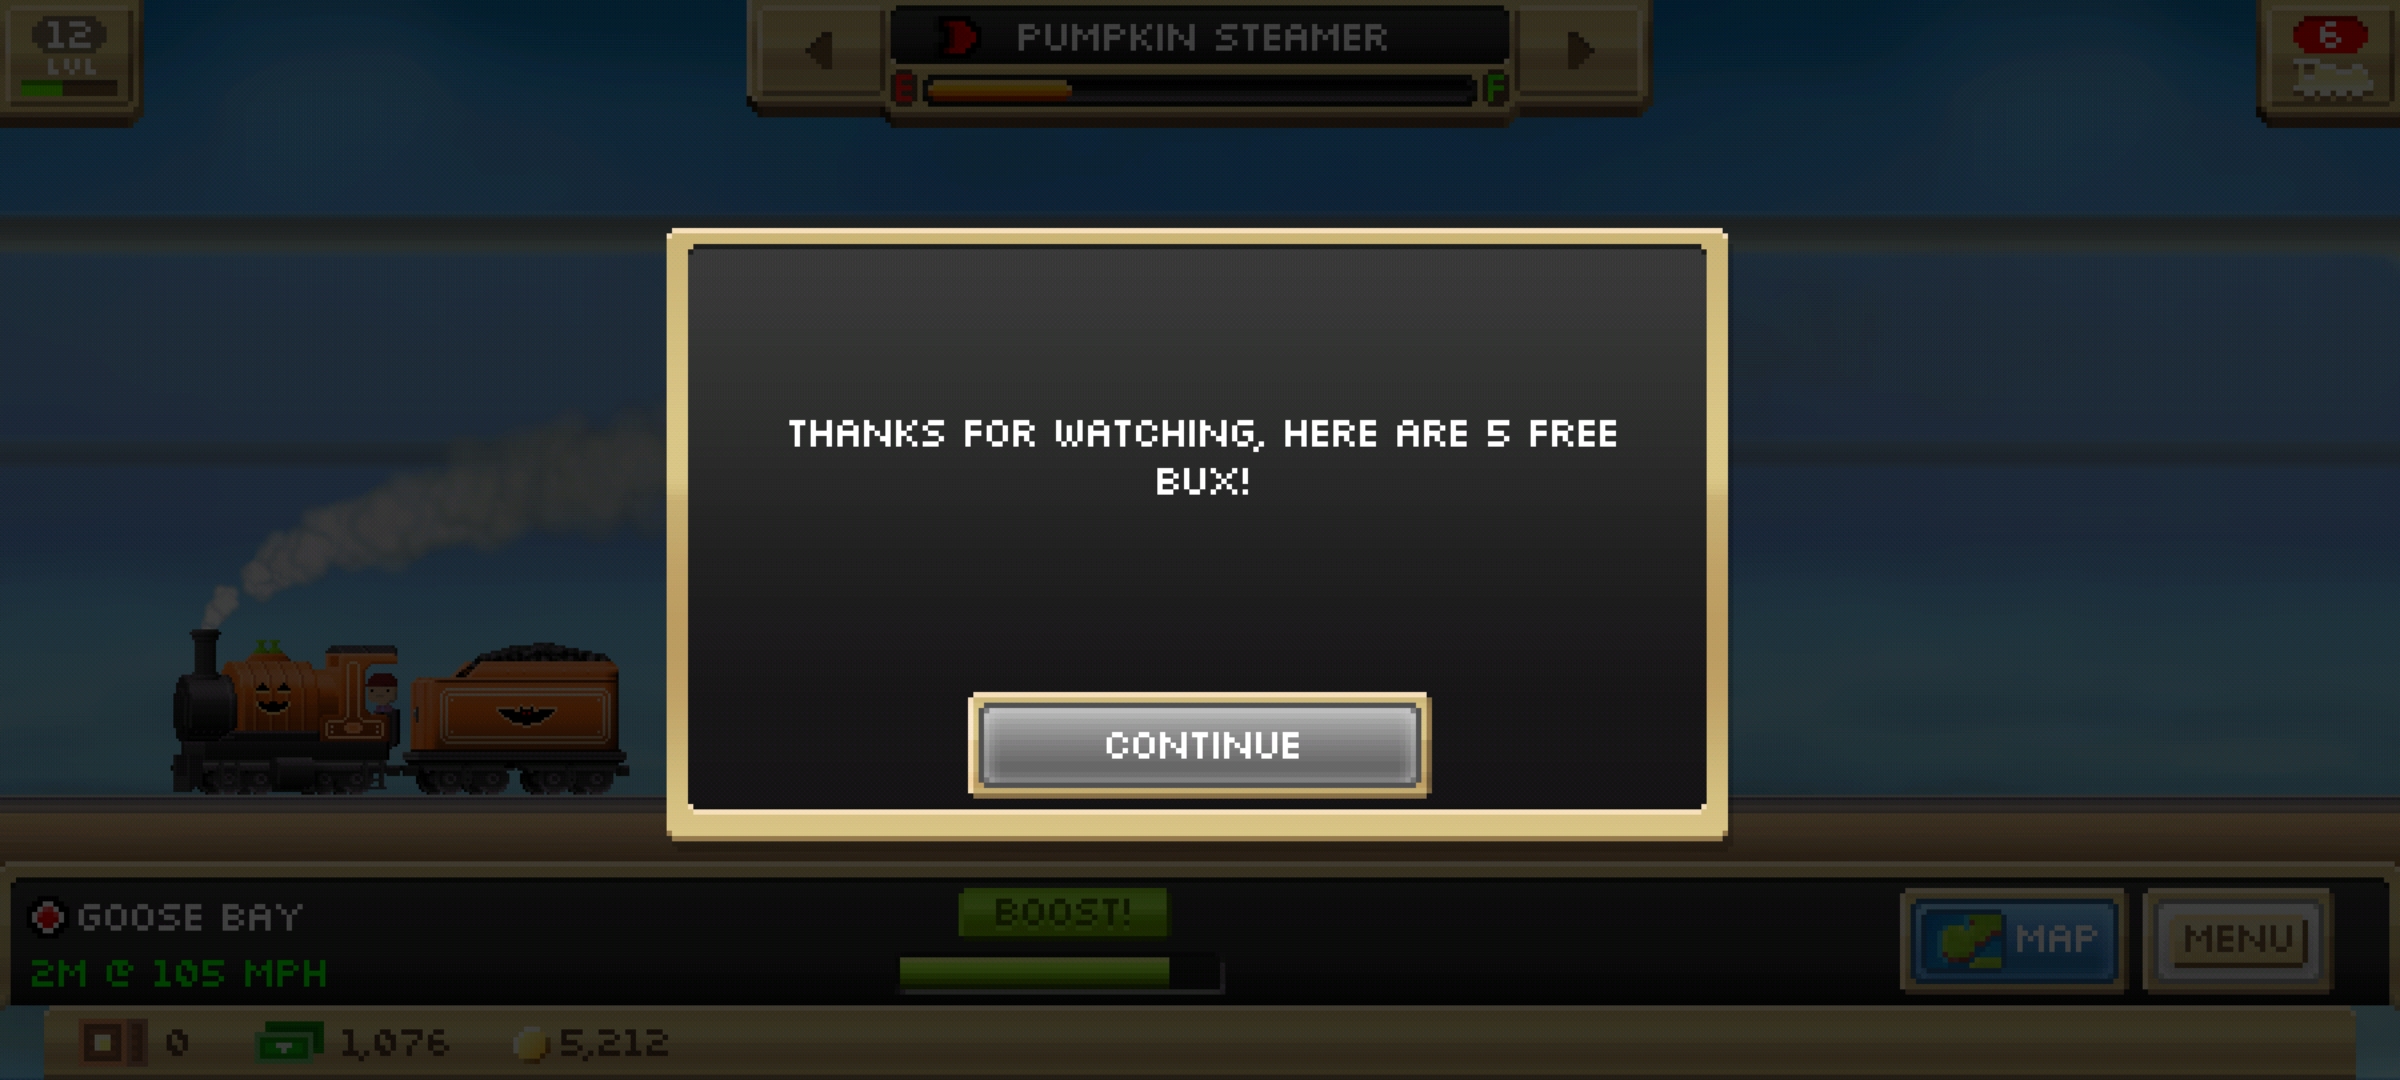 12
LVL
PUMPKIN STEAMER
E
F
6
THANKS FOR WATCHING, HERE ARE 5 FREE
BUX!
CONTINUE
GOOSE BAY
2M @ 105 MPH
BOOST!
MAP
MENU
0
1,076
5,212